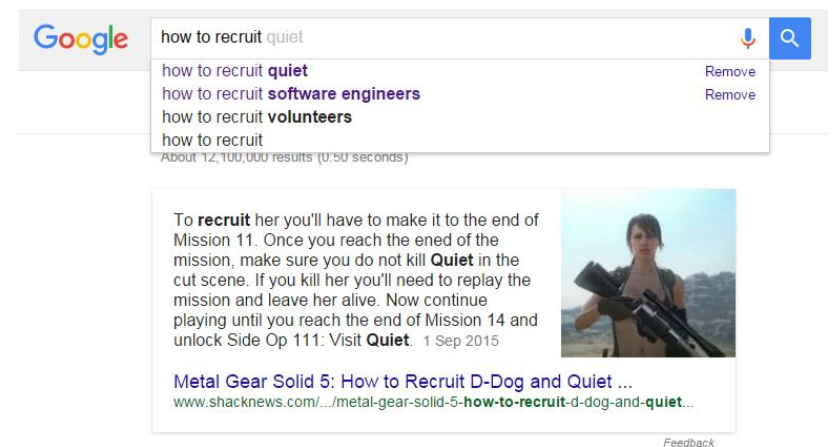 Google
how to recruit quiet
how to recruit quiet Remove
how to recruit software engineers Remove
how to recruit volunteers
how to recruit
About 12,100,000 results (0.50 seconds)
To recruit her you'll have to make it to the end of
Mission 11. Once you reach the ened of the
mission, make sure you do not kill Quiet in the
cut scene. If you kill her you'll need to replay the
mission and leave her alive. Now continue
playing until you reach the end of Mission 14 and
unlock Side Op 111: Visit Quiet. 1 Sep 2015
Metal Gear Solid 5: How to Recruit D-Dog and Quiet ...
www.shacknews.com/.../metal-gear-solid-5-how-to-recruit-d-dog-and-quiet...
Feedback